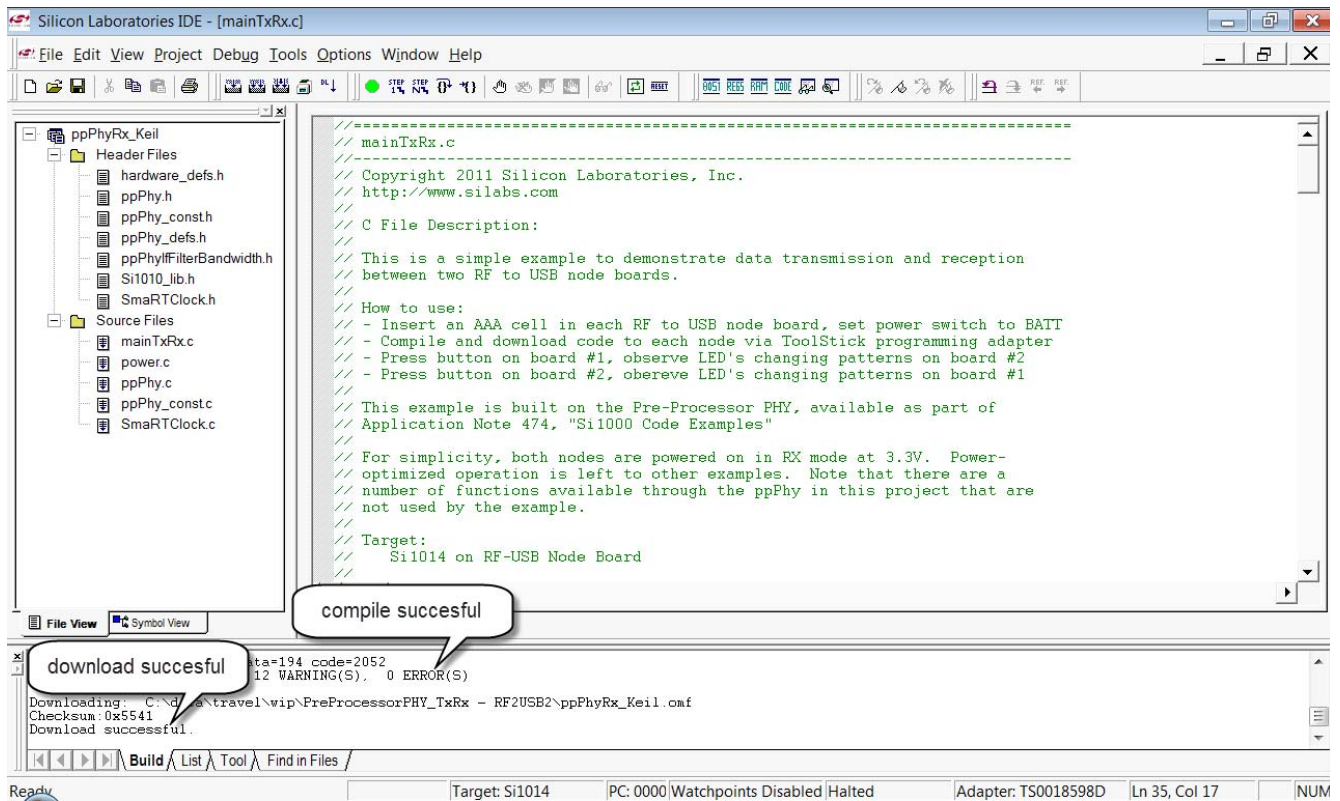 Silicon Laboratories IDE - [mainTxRx.c]
File Edit View Project Debug Tools Options Window Help
8051 REGS RAM CODE
ppPhyRx_Keil
Header Files
hardware_defs.h
ppPhy.h
ppPhy_const.h
ppPhy_defs.h
ppPhyIfFilterBandwidth.h
Si1010_lib.h
SmaRTClock.h
Source Files
mainTxRx.c
power.c
ppPhy.c
ppPhy_const.c
SmaRTClock.c
File View Symbol View
//=============================================================================
// mainTxRx.c
//-----------------------------------------------------------------------------
// Copyright 2011 Silicon Laboratories, Inc.
// http://www.silabs.com
//
// C File Description:
//
// This is a simple example to demonstrate data transmission and reception
// between two RF to USB node boards.
//
// How to use:
// - Insert an AAA cell in each RF to USB node board, set power switch to BATT
// - Compile and download code to each node via ToolStick programming adapter
// - Press button on board #1, observe LED's changing patterns on board #2
// - Press button on board #2, obereve LED's changing patterns on board #1
//
// This example is built on the Pre-Processor PHY, available as part of
// Application Note 474, "Si1000 Code Examples"
//
// For simplicity, both nodes are powered on in RX mode at 3.3V.  Power-
// optimized operation is left to other examples.  Note that there are a
// number of functions available through the ppPhy in this project that are
// not used by the example.
//
// Target:
//    Si1014 on RF-USB Node Board
//
compile succesful
download succesful
ata=194 code=2052
12 WARNING(S),  0 ERROR(S)
Downloading:  C:\d a\travel\wip\PreProcessorPHY_TxRx - RF2USB2\ppPhyRx_Keil.omf
Checksum:0x5541
Download successful.
Build List Tool Find in Files
Ready Target: Si1014 PC: 0000 Watchpoints Disabled Halted Adapter: TS0018598D Ln 35, Col 17 NUM